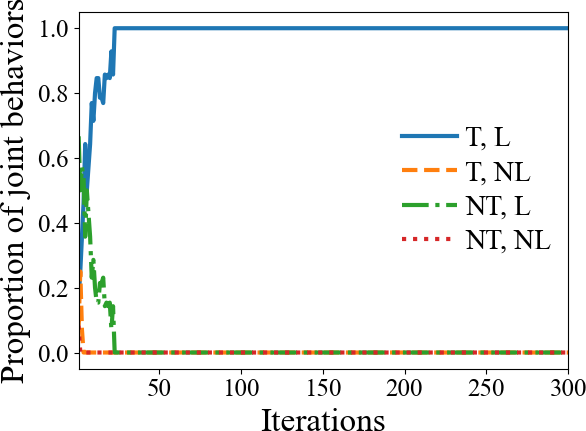 Proportion of joint behaviors
1.0
0.8
0.6
0.4
0.2
0.0
T, L
T, NL
NT, L
NT, NL
50 100 150 200 250 300
Iterations